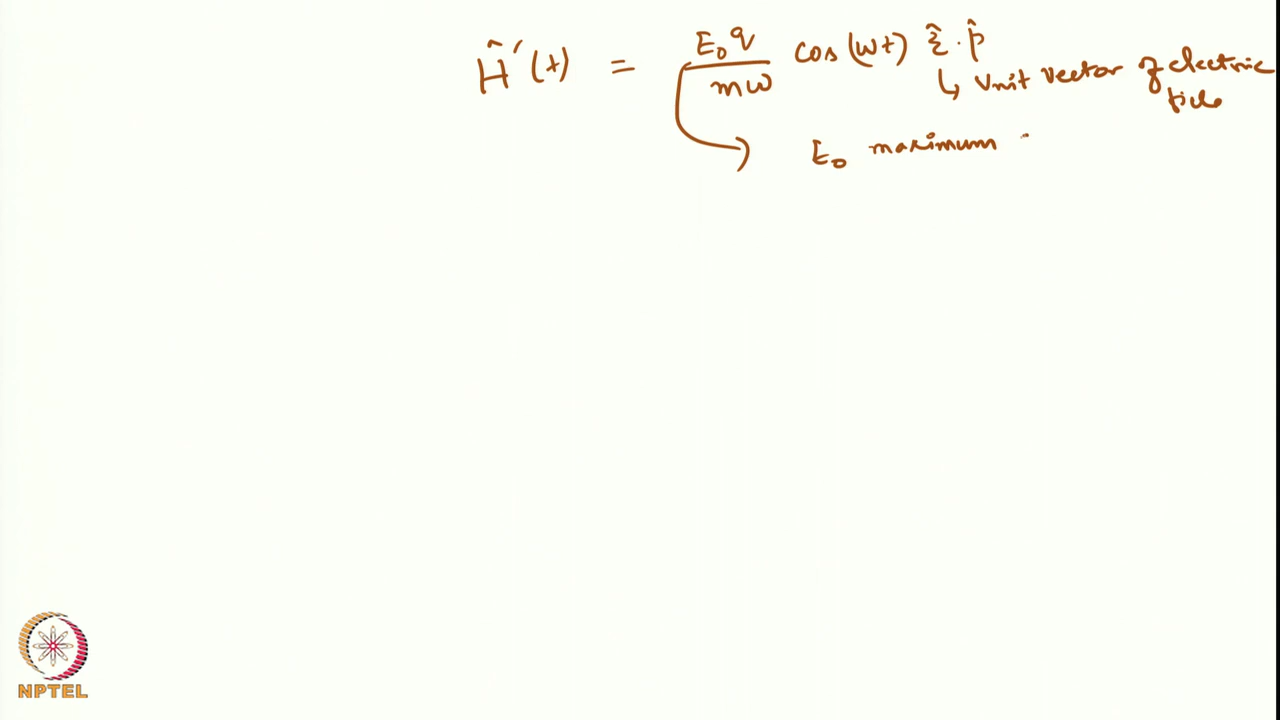 Ĥ′(t) = E₀q / mω cos(ωt) ε̂ . p̂
↳ Unit vector of electric
field
E₀ maximum
NPTEL